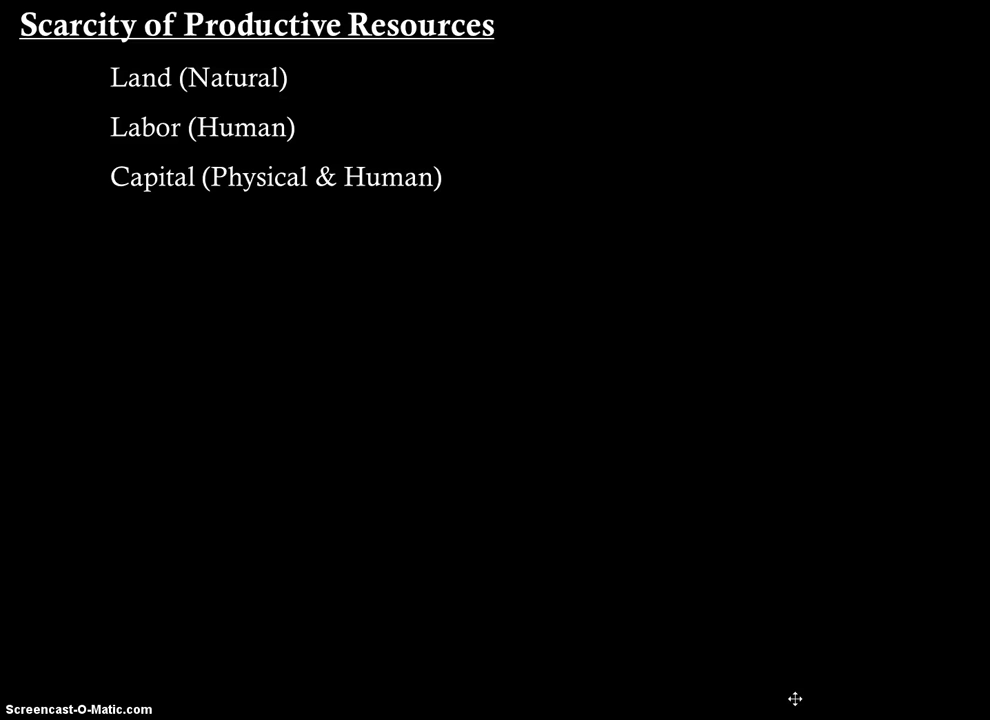 Scarcity of Productive Resources
Land (Natural)
Labor (Human)
Capital (Physical & Human)
Screencast-O-Matic.com